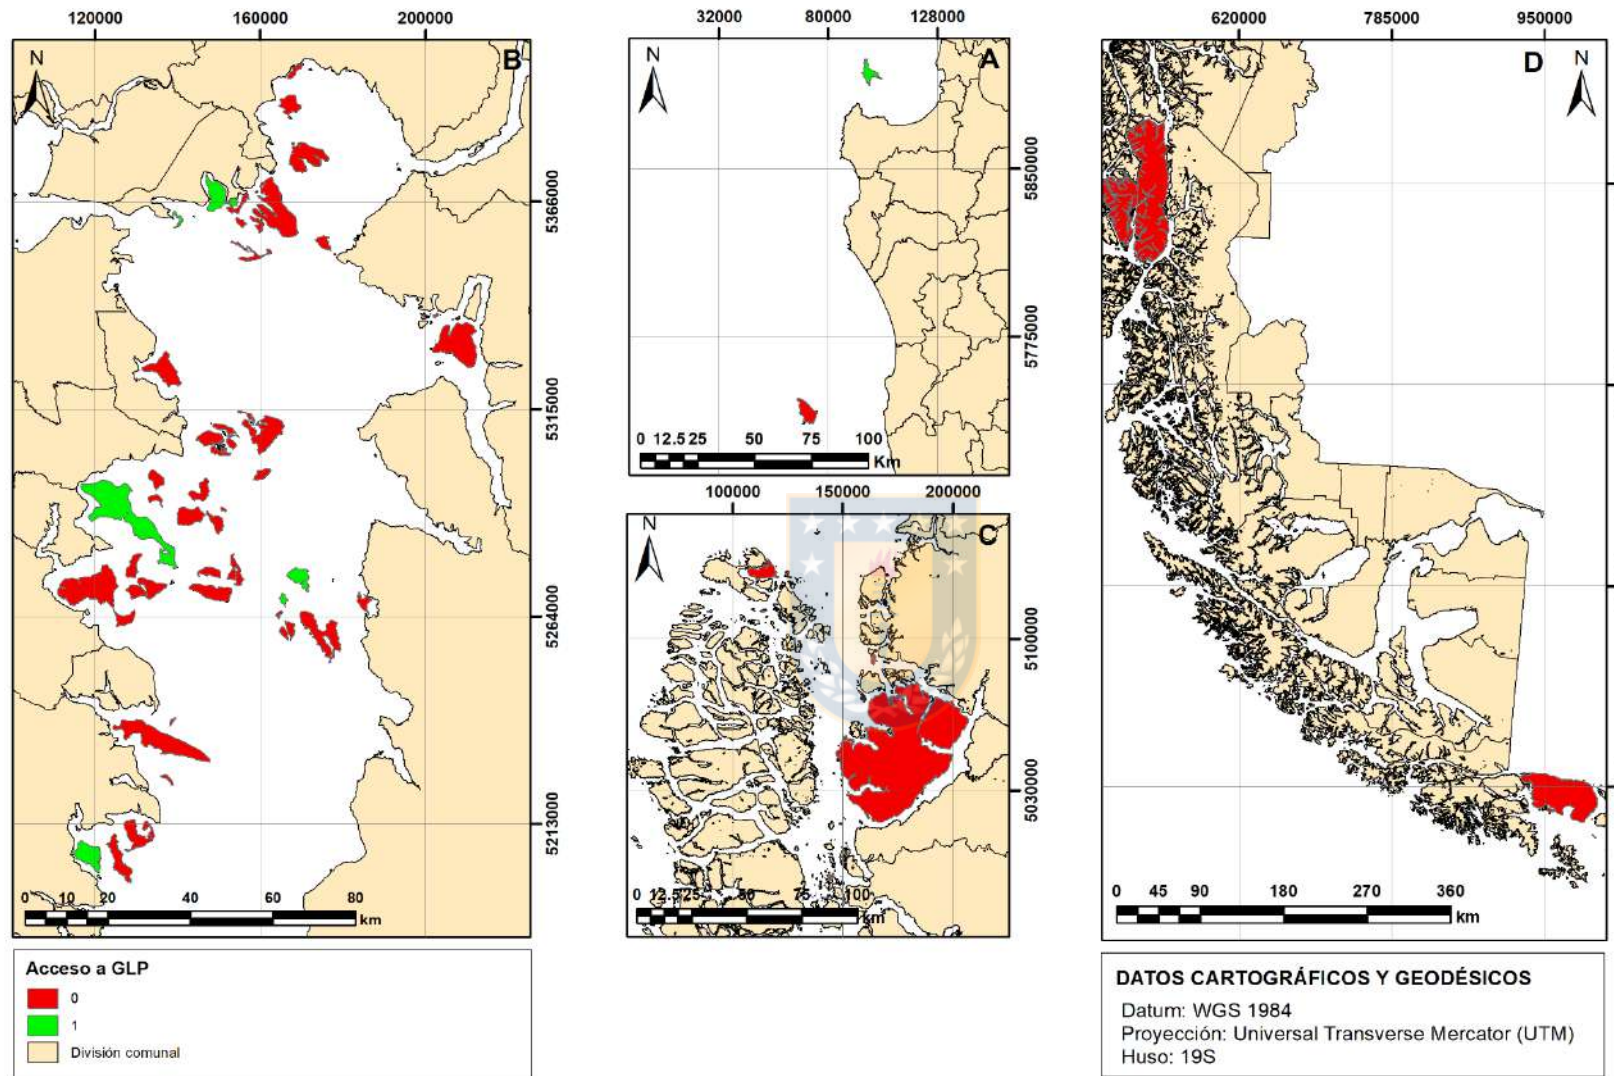 120000 160000 200000
N
B
5366000
5315000
5264000
5213000
0 10 20 40 60 80
km
32000 80000 128000
N
A
5850000
5775000
0 12.5 25 50 75 100
Km
100000 150000 200000
N
C
5100000
5030000
0 12.5 25 50 75 100
km
620000 785000 950000
D
N
0 45 90 180 270 360
km
Acceso a GLP
0
1
División comunal
DATOS CARTOGRÁFICOS Y GEODÉSICOS
Datum: WGS 1984
Proyección: Universal Transverse Mercator (UTM)
Huso: 19S